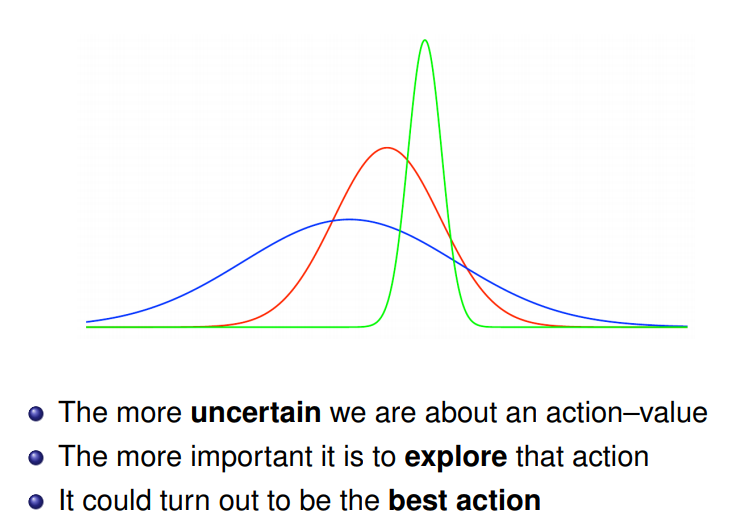 The more uncertain we are about an action–value
The more important it is to explore that action
It could turn out to be the best action